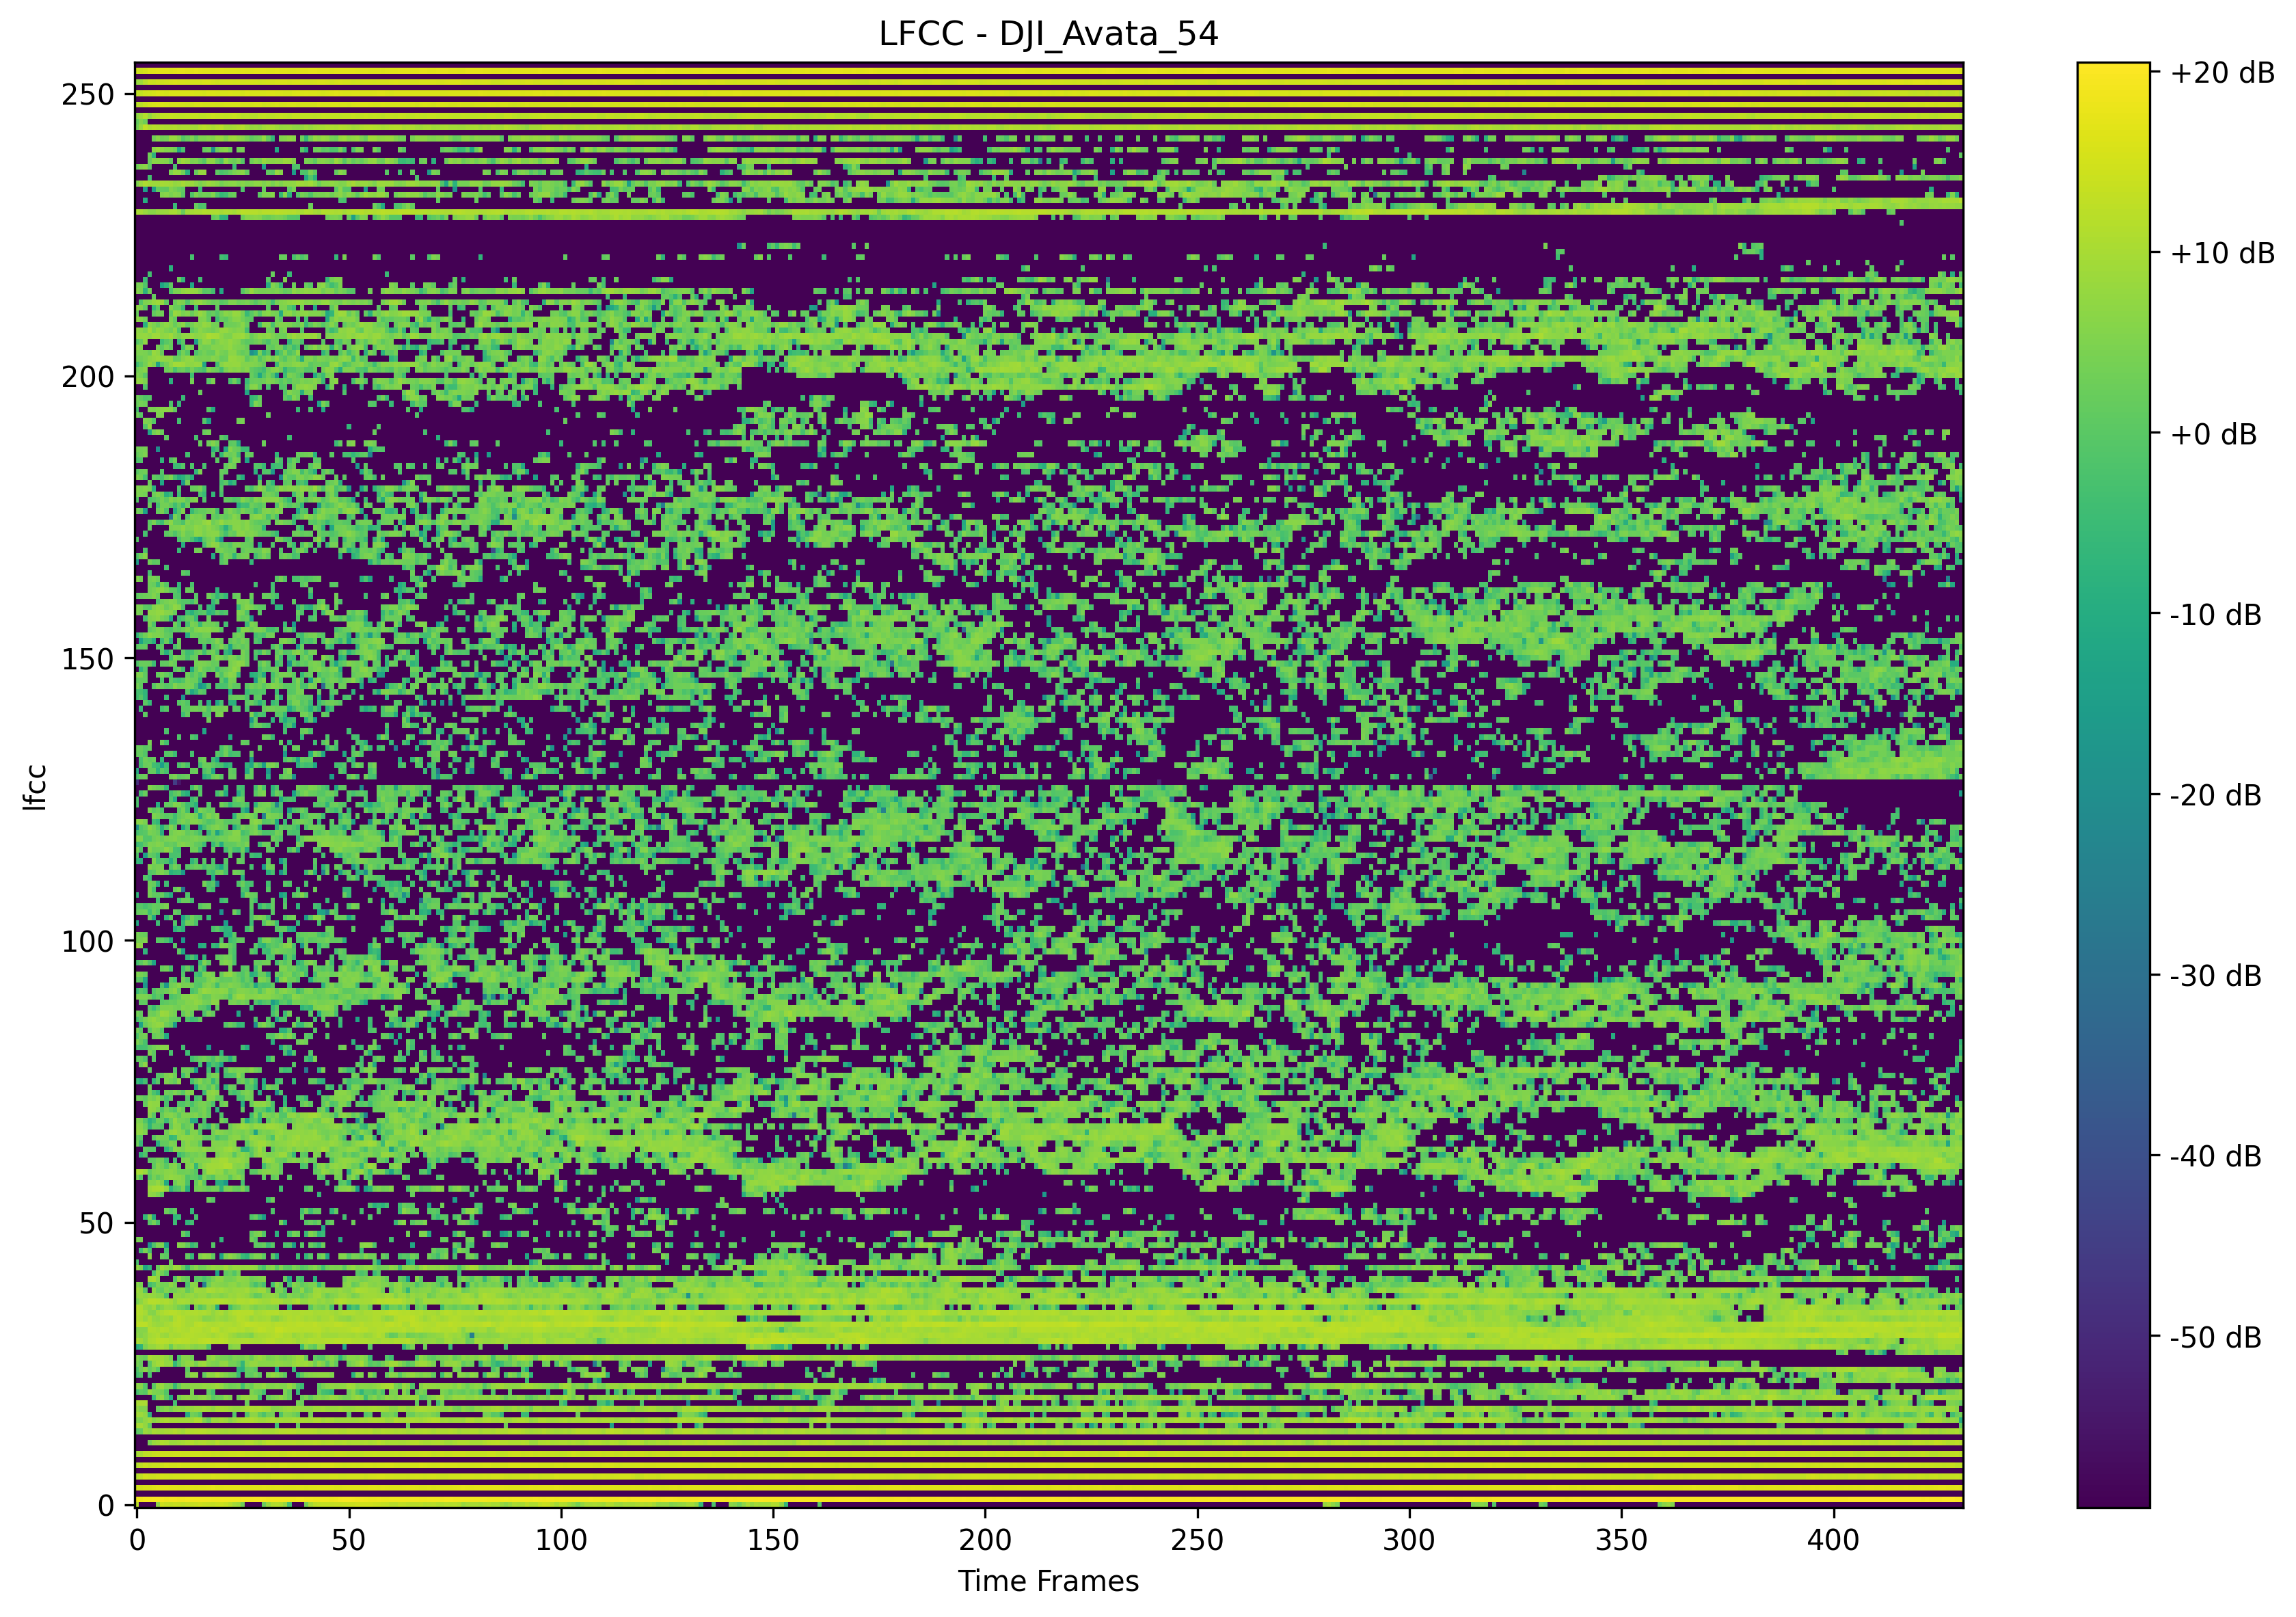 LFCC - DJI_Avata_54
lfcc
250
200
150
100
50
0
0 50 100 150 200 250 300 350 400
Time Frames
+20 dB
+10 dB
+0 dB
-10 dB
-20 dB
-30 dB
-40 dB
-50 dB